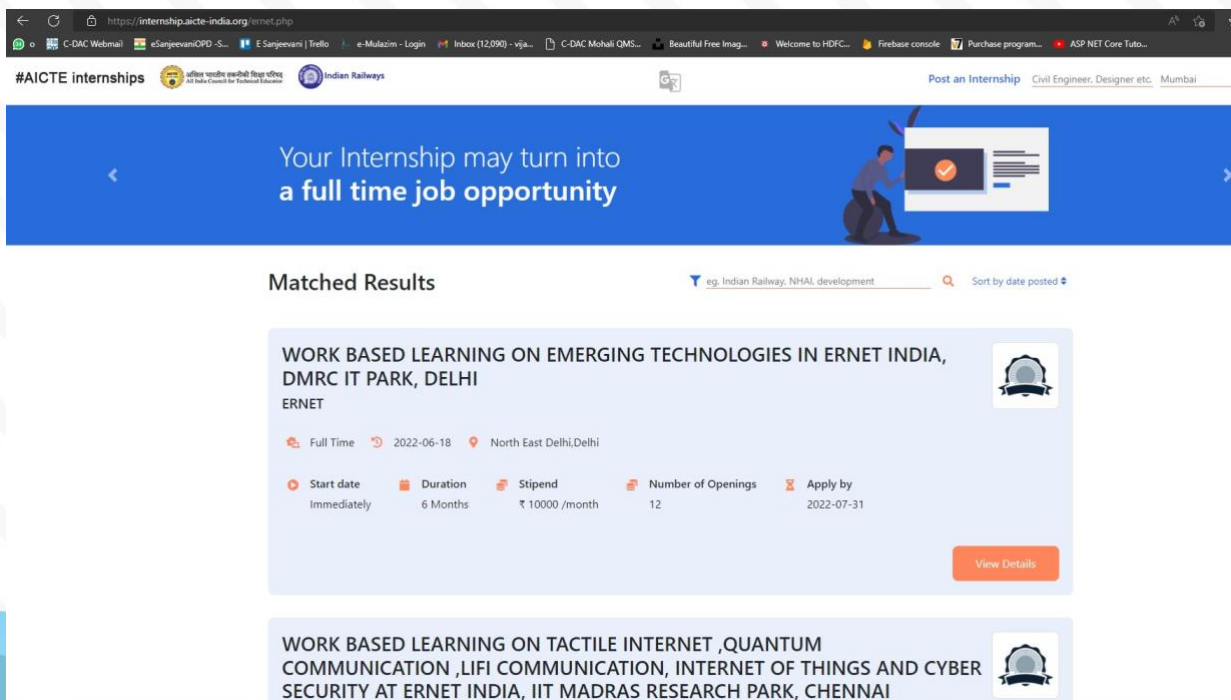 https://internship.aicte-india.org/ernet.php
o C-DAC Webmail eSanjeevaniOPD -S... E Sanjeevani | Trello e-Mulazim - Login Inbox (12,090) - vija... C-DAC Mohali QMS... Beautiful Free Imag... Welcome to HDFC... Firebase console Purchase program... ASP NET Core Tuto...
#AICTE internships अखिल भारतीय तकनीकी शिक्षा परिषद Indian Railways Post an Internship Civil Engineer, Designer etc. Mumbai
All India Council for Technical Education
Your Internship may turn into
a full time job opportunity
Matched Results eg. Indian Railway, NHAI, development Sort by date posted
WORK BASED LEARNING ON EMERGING TECHNOLOGIES IN ERNET INDIA,
DMRC IT PARK, DELHI
ERNET
Full Time 2022-06-18 North East Delhi,Delhi
Start date Duration Stipend Number of Openings Apply by
Immediately 6 Months ₹ 10000 /month 12 2022-07-31
View Details
WORK BASED LEARNING ON TACTILE INTERNET ,QUANTUM
COMMUNICATION ,LIFI COMMUNICATION, INTERNET OF THINGS AND CYBER
SECURITY AT ERNET INDIA, IIT MADRAS RESEARCH PARK, CHENNAI